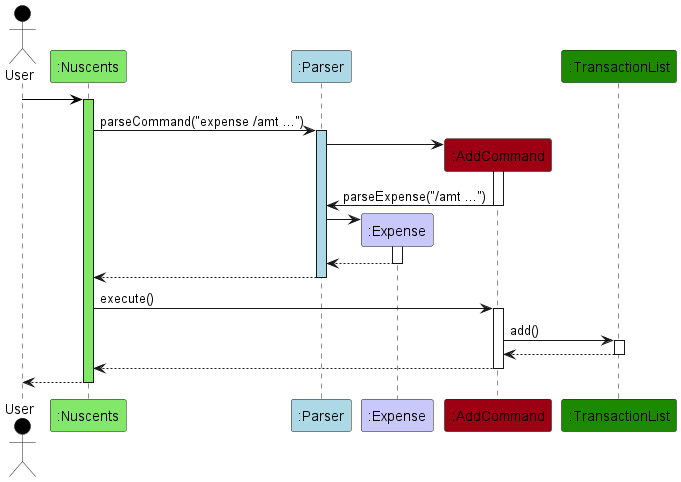 User
:Nuscents
:Parser
:TransactionList
parseCommand("expense /amt ...")
:AddCommand
parseExpense("/amt ...")
:Expense
execute()
add()
User
:Nuscents
:Parser
:Expense
:AddCommand
:TransactionList